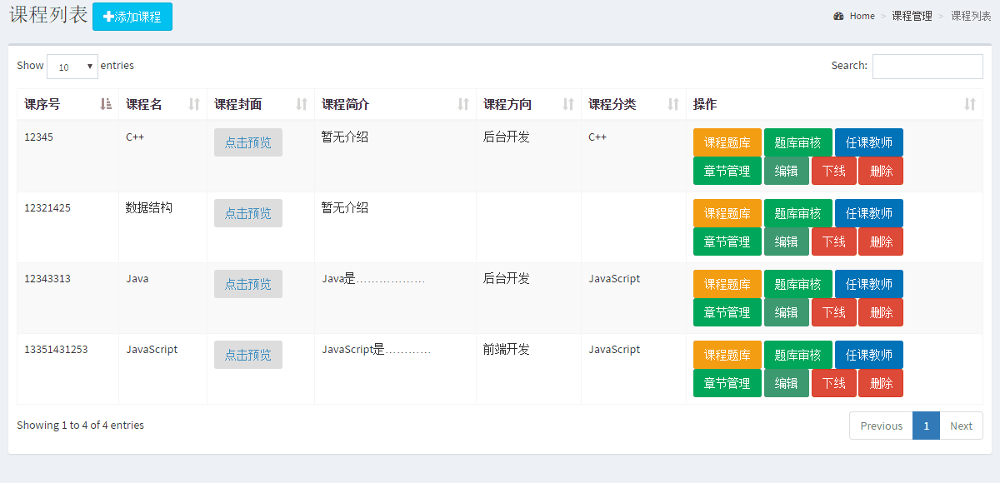 课程列表 添加课程 Home > 课程管理 > 课程列表
Show 10 entries Search:
课序号 课程名 课程封面 课程简介 课程方向 课程分类 操作
12345 C++ 点击预览 暂无介绍 后台开发 C++ 课程题库 题库审核 任课教师
章节管理 编辑 下线 删除
12321425 数据结构 点击预览 暂无介绍 课程题库 题库审核 任课教师
章节管理 编辑 下线 删除
12343313 Java 点击预览 Java是……………… 后台开发 JavaScript 课程题库 题库审核 任课教师
章节管理 编辑 下线 删除
13351431253 JavaScript 点击预览 JavaScript是………… 前端开发 JavaScript 课程题库 题库审核 任课教师
章节管理 编辑 下线 删除
Showing 1 to 4 of 4 entries Previous 1 Next